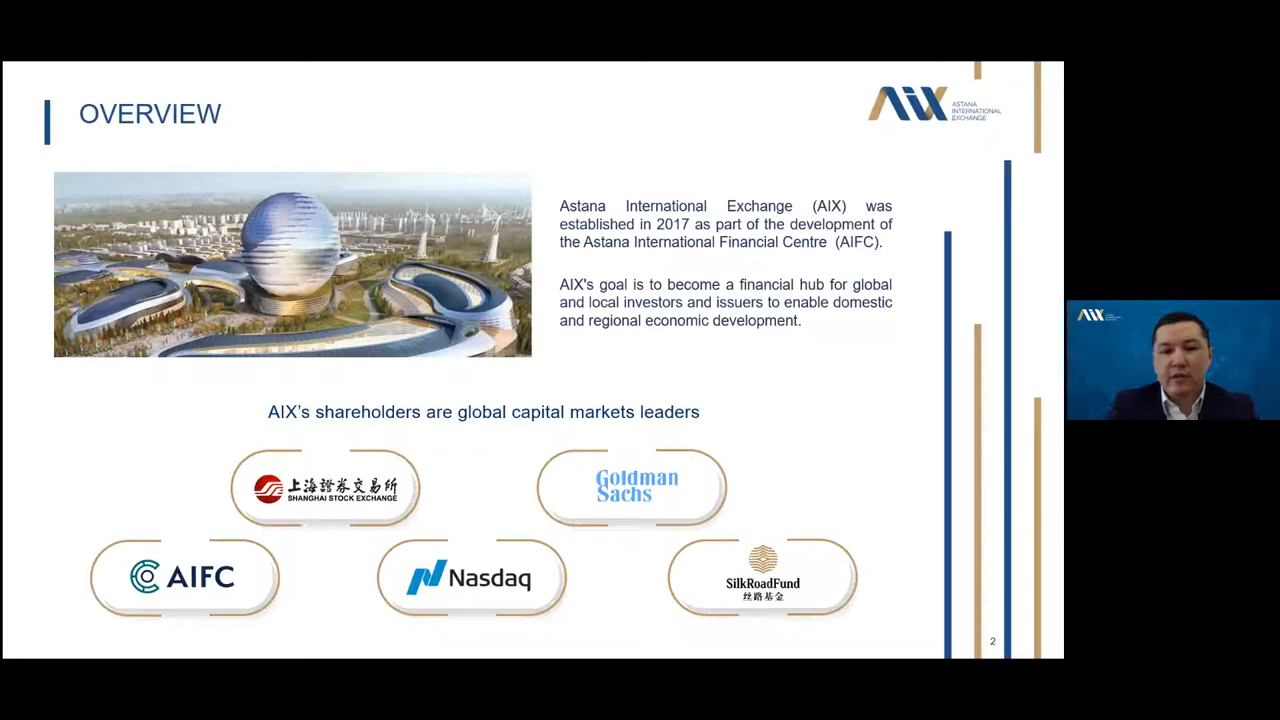 OVERVIEW
AIX
ASTANA
INTERNATIONAL
EXCHANGE
Astana International Exchange (AIX) was
established in 2017 as part of the development of
the Astana International Financial Centre (AIFC).
AIX's goal is to become a financial hub for global
and local investors and issuers to enable domestic
and regional economic development.
AIX’s shareholders are global capital markets leaders
上海證券交易所
SHANGHAI STOCK EXCHANGE
Goldman
Sachs
AIFC
Nasdaq
SilkRoadFund
丝路基金
2
AIX